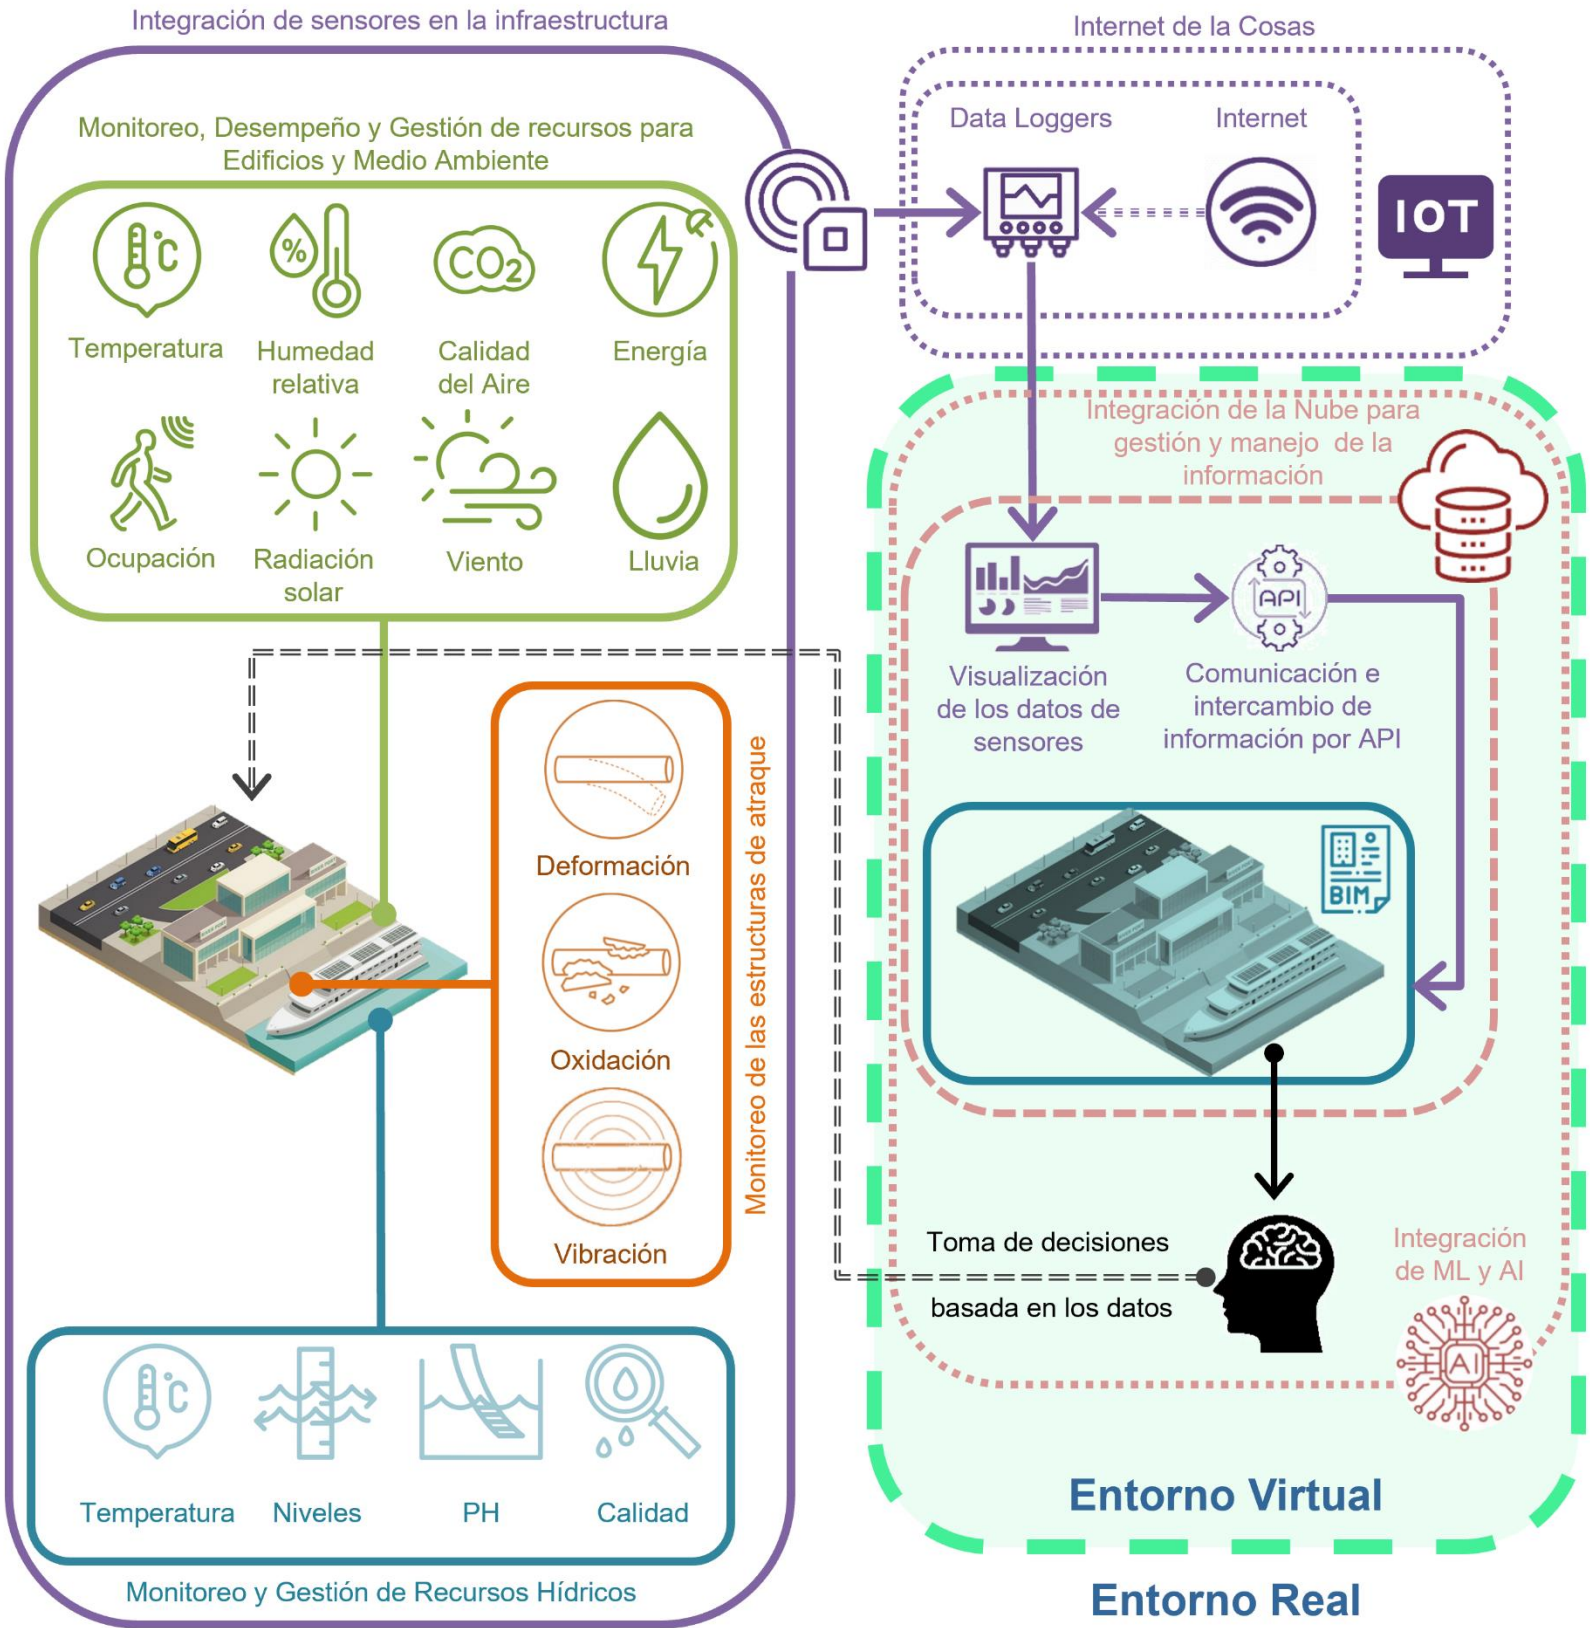 Integración de sensores en la infraestructura
Monitoreo, Desempeño y Gestión de recursos para
Edificios y Medio Ambiente
°C
%
CO2
Temperatura
Humedad
relativa
Calidad
del Aire
Energía
Ocupación
Radiación
solar
Viento
Lluvia
Deformación
Oxidación
Vibración
Monitoreo de las estructuras de atraque
°C
Temperatura
Niveles
PH
Calidad
Monitoreo y Gestión de Recursos Hídricos
Internet de la Cosas
Data Loggers
Internet
IOT
Integración de la Nube para
gestión y manejo de la
información
API
Visualización
de los datos de
sensores
Comunicación e
intercambio de
información por API
BIM
Toma de decisiones
basada en los datos
Integración
de ML y AI
AI
Entorno Virtual
Entorno Real